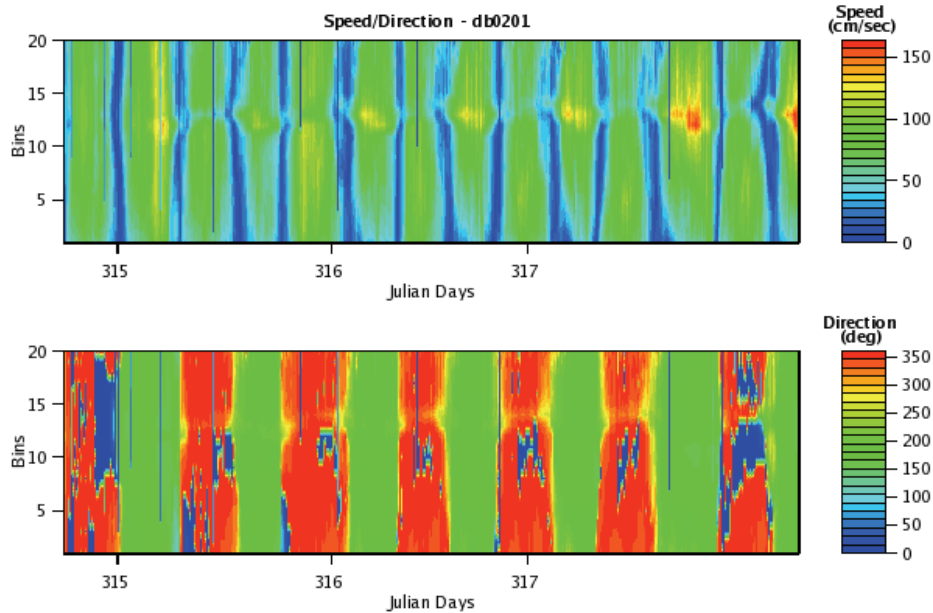 Speed/Direction - db0201
Speed
(cm/sec)
20
15
10
5
Bins
150
100
50
0
315
316
317
Julian Days
Direction
(deg)
20
15
10
5
Bins
350
300
250
200
150
100
50
0
315
316
317
Julian Days